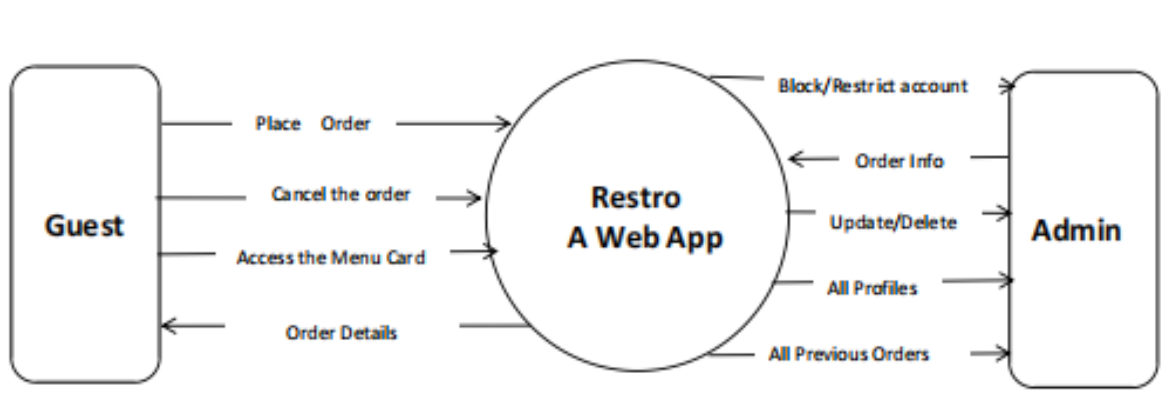 Guest
Place Order
Cancel the order
Access the Menu Card
Order Details
Restro
A Web App
Block/Restrict account
Order Info
Update/Delete
All Profiles
All Previous Orders
Admin